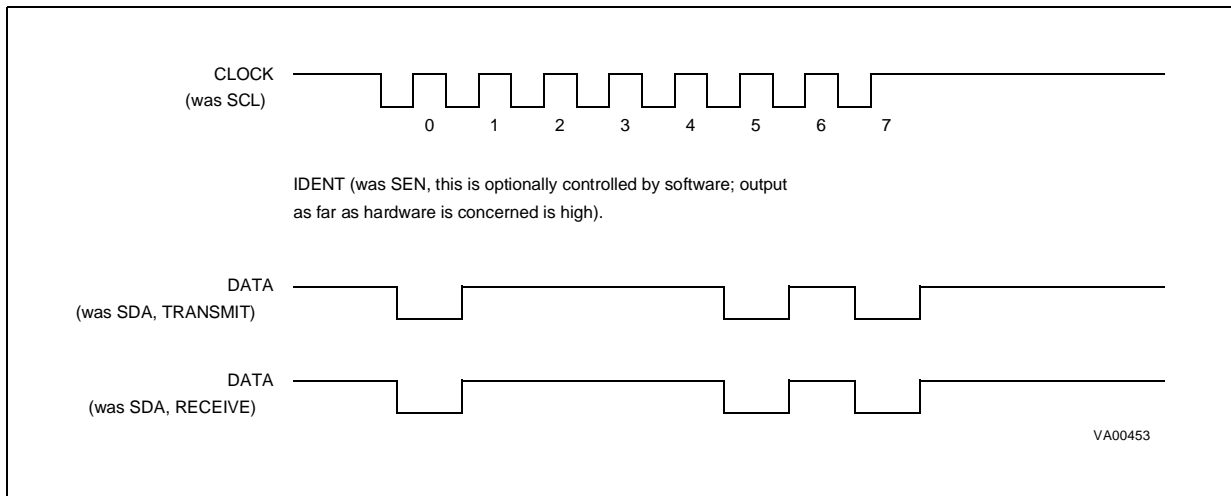 CLOCK
(was SCL)
0 1 2 3 4 5 6 7
IDENT (was SEN, this is optionally controlled by software; output
as far as hardware is concerned is high).
DATA
(was SDA, TRANSMIT)
DATA
(was SDA, RECEIVE)
VA00453